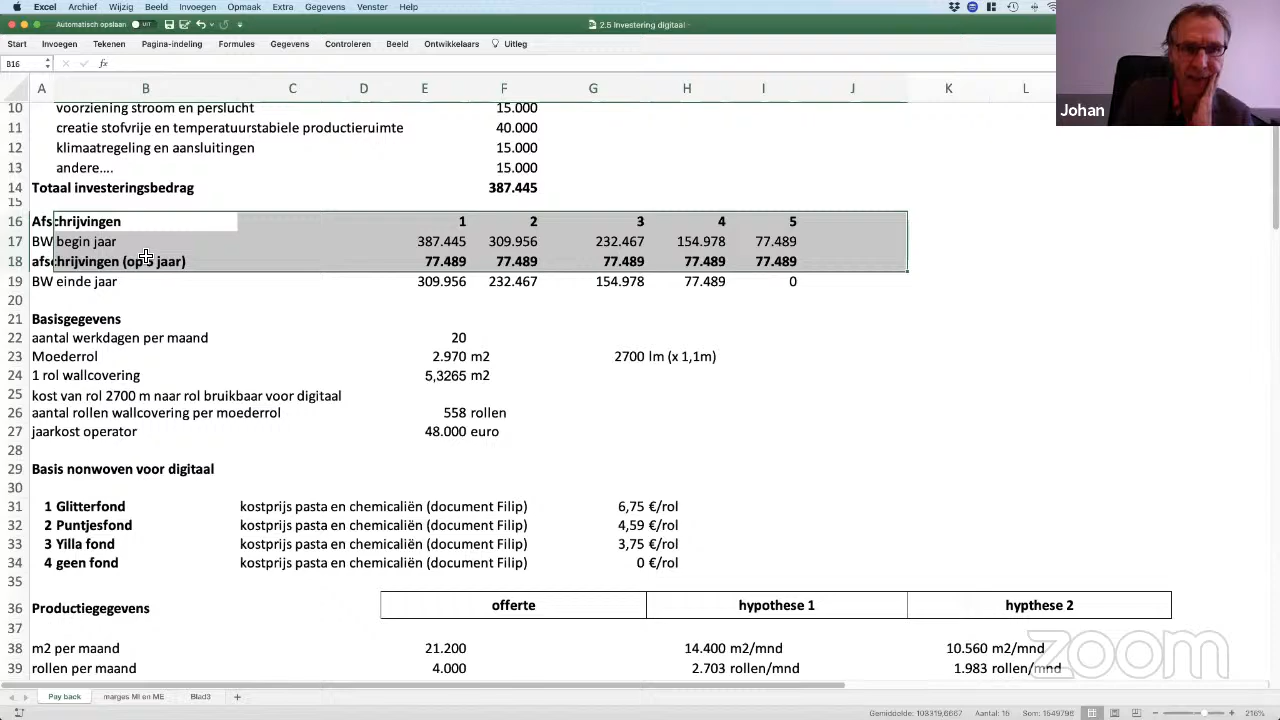 Excel Archief Wijzig Beeld Invoegen Opmaak Extra Gegevens Venster Help
Automatisch opslaan UIT 2.5 Investering digitaal
Start Invoegen Tekenen Pagina-indeling Formules Gegevens Controleren Beeld Ontwikkelaars Uitleg
B16 fx
A B C D E F G H I J K L
10 voorziening stroom en perslucht 15.000
11 creatie stofvrije en temperatuurstabiele productieruimte 40.000
12 klimaatregeling en aansluitingen 15.000
13 andere.... 15.000
14 Totaal investeringsbedrag 387.445
15
16 Afschrijvingen 1 2 3 4 5
17 BW begin jaar 387.445 309.956 232.467 154.978 77.489
18 afschrijvingen (op 5 jaar) 77.489 77.489 77.489 77.489 77.489
19 BW einde jaar 309.956 232.467 154.978 77.489 0
20
21 Basisgegevens
22 aantal werkdagen per maand 20
23 Moederrol 2.970 m2 2700 lm (x 1,1m)
24 1 rol wallcovering 5,3265 m2
25 kost van rol 2700 m naar rol bruikbaar voor digitaal
26 aantal rollen wallcovering per moederrol 558 rollen
27 jaarkost operator 48.000 euro
28
29 Basis nonwoven voor digitaal
30
31 1 Glitterfond kostprijs pasta en chemicaliën (document Filip) 6,75 €/rol
32 2 Puntjesfond kostprijs pasta en chemicaliën (document Filip) 4,59 €/rol
33 3 Yilla fond kostprijs pasta en chemicaliën (document Filip) 3,75 €/rol
34 4 geen fond kostprijs pasta en chemicaliën (document Filip) 0 €/rol
35
36 Productiegegevens offerte hypothese 1 hypthese 2
37
38 m2 per maand 21.200 14.400 m2/mnd 10.560 m2/mnd
39 rollen per maand 4.000 2.703 rollen/mnd 1.983 rollen/mnd
Pay back marges MI en ME Blad3 +
Gemiddelde: 103319,6667 Aantal: 15 Som: 1549795 216%
Johan
zoom